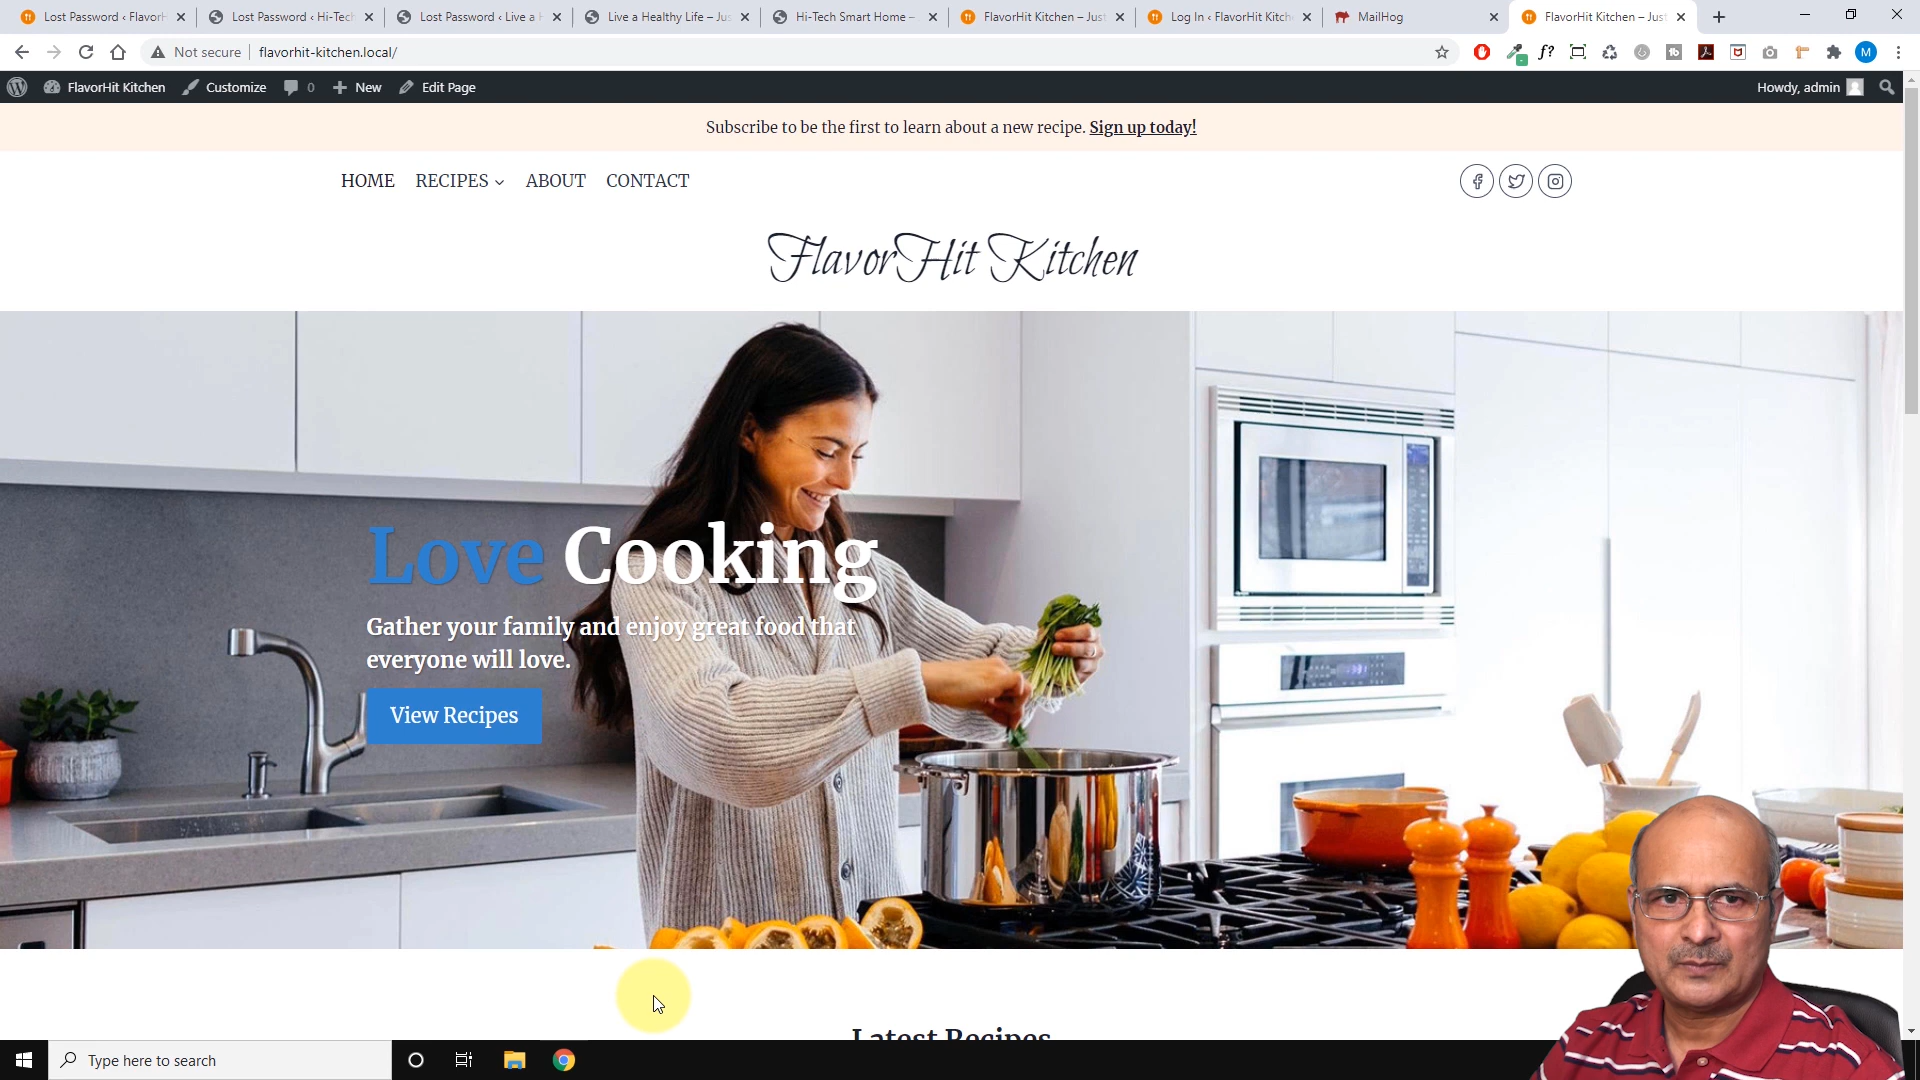 Lost Password ‹ Flavor
Lost Password ‹ Hi-Tech
Lost Password ‹ Live a
Live a Healthy Life – Jus
Hi-Tech Smart Home –
FlavorHit Kitchen – Just
Log In ‹ FlavorHit Kitch
MailHog
FlavorHit Kitchen – Just
Not secure
flavorhit-kitchen.local/
f?
M
FlavorHit Kitchen
Customize
0
New
Edit Page
Howdy, admin
Subscribe to be the first to learn about a new recipe. Sign up today!
HOME RECIPES ABOUT CONTACT
FlavorHit Kitchen
Love Cooking
Gather your family and enjoy great food that
everyone will love.
View Recipes
Latest Recipes
Type here to search